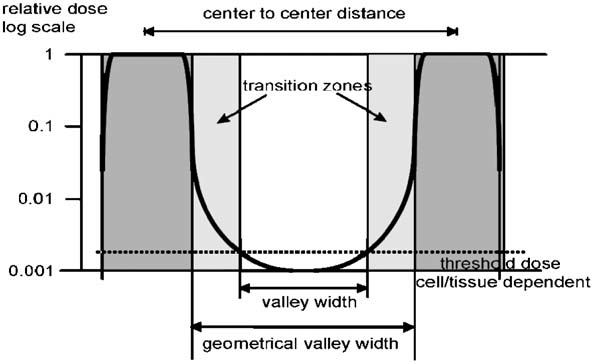 relative dose
log scale
center to center distance
1
transition zones
0.1
0.01
0.001
threshold dose
cell/tissue dependent
valley width
geometrical valley width